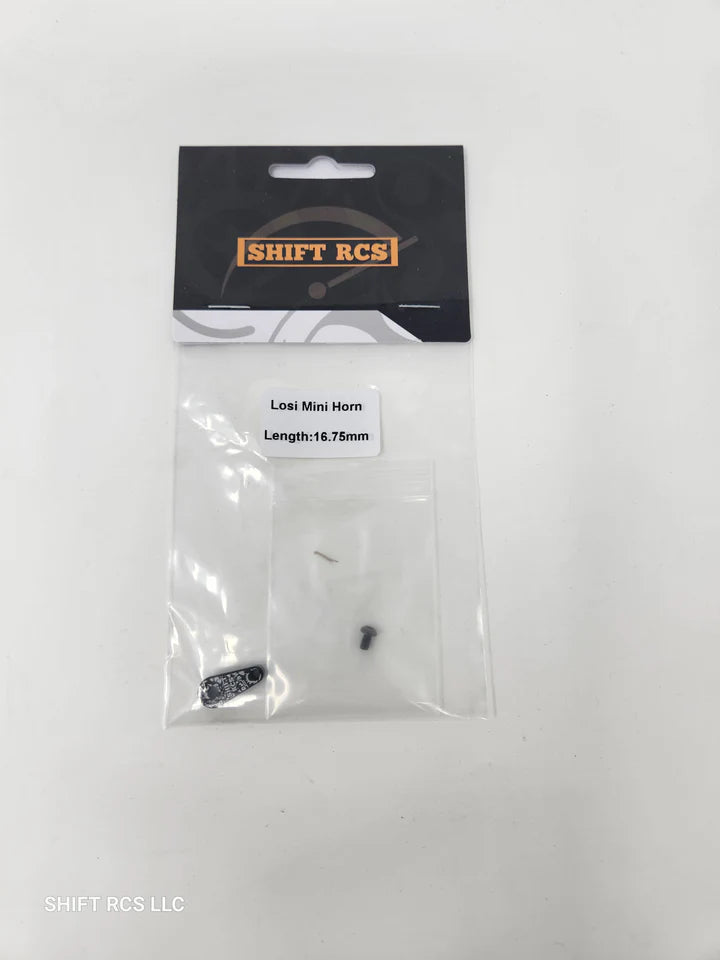 SHIFT RCS
Losi Mini Horn
Length:16.75mm
SHIFT RCS LLC